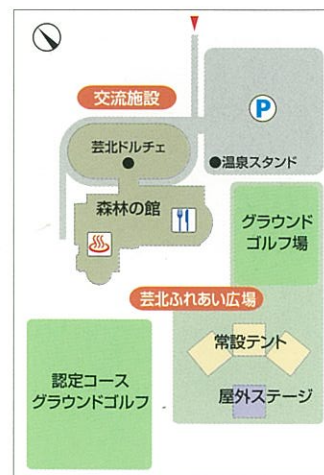 交流施設
P
芸北ドルチェ
●温泉スタンド
森林の館
グラウンド
ゴルフ場
芸北ふれあい広場
常設テント
認定コース
グラウンドゴルフ
屋外ステージ